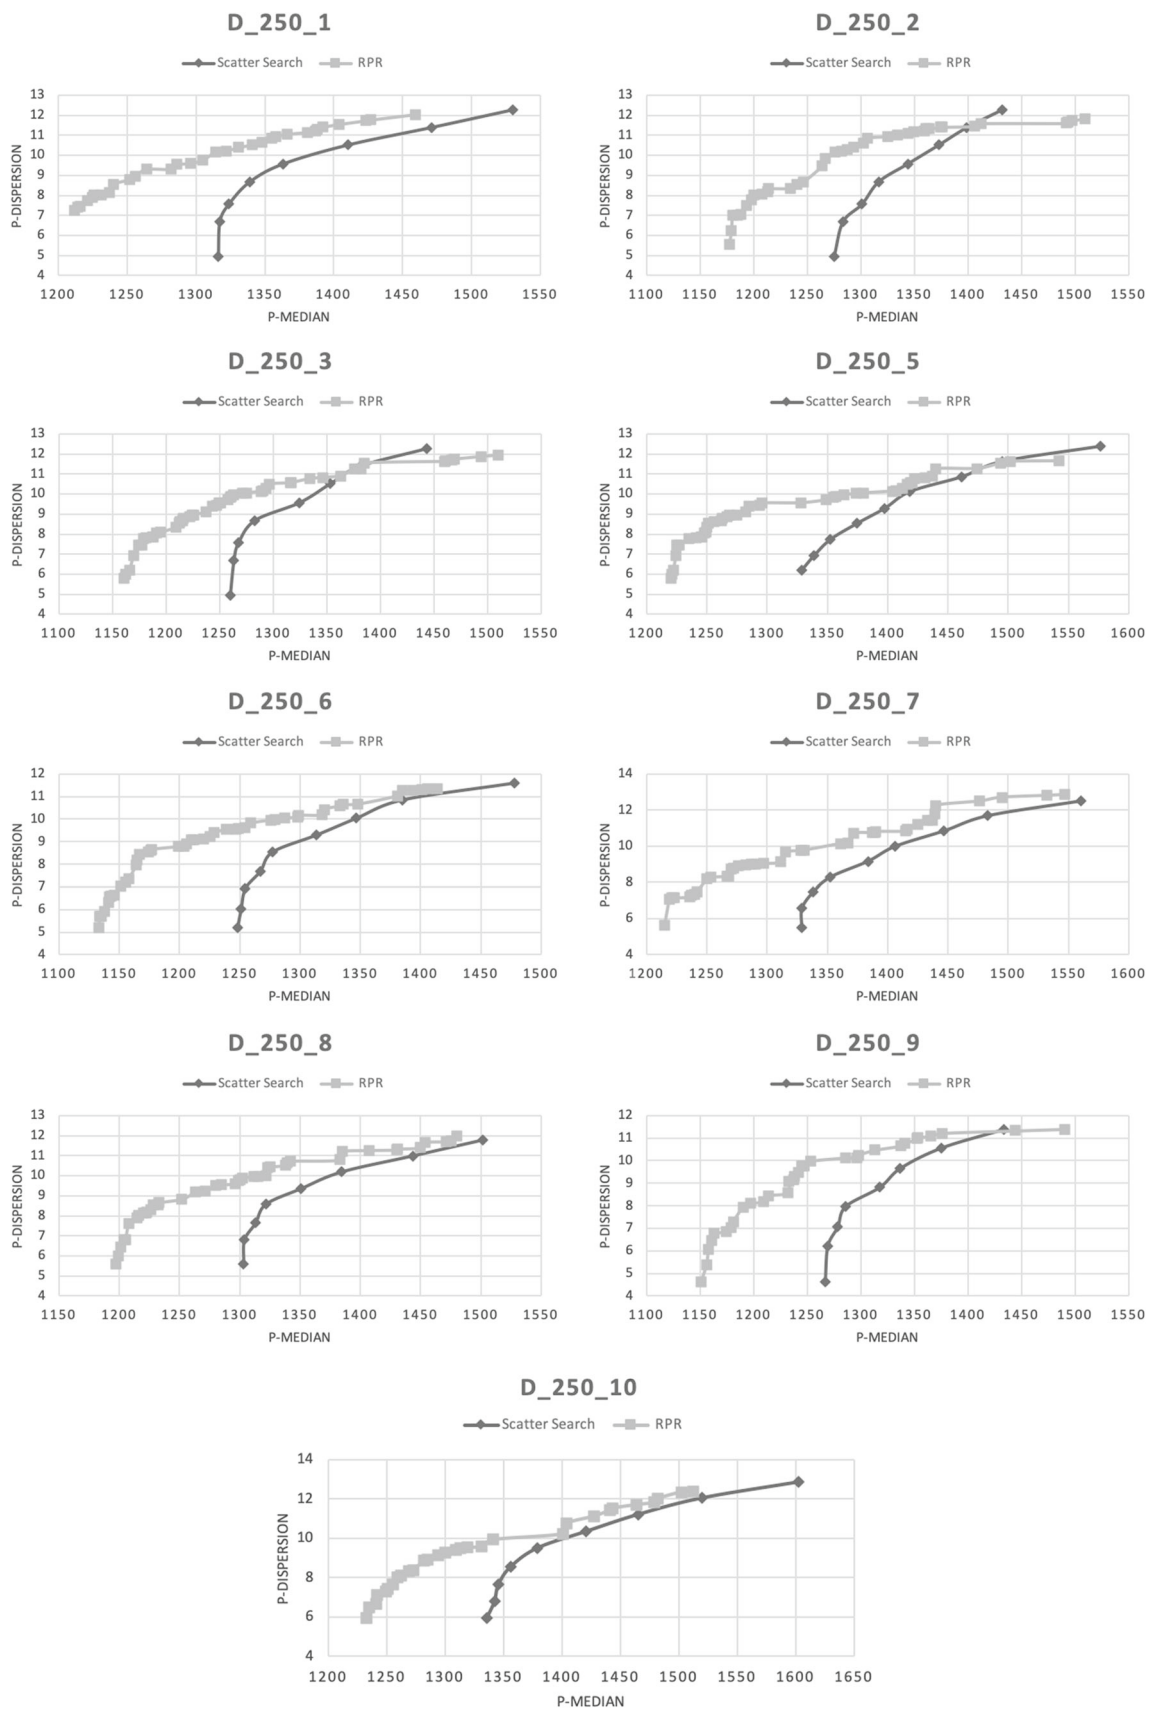 D_250_1
Scatter Search RPR
P-DISPERSION
13
12
11
10
9
8
7
6
5
4
1200 1250 1300 1350 1400 1450 1500 1550
P-MEDIAN
D_250_2
Scatter Search RPR
P-DISPERSION
13
12
11
10
9
8
7
6
5
4
1100 1150 1200 1250 1300 1350 1400 1450 1500 1550
P-MEDIAN
D_250_3
Scatter Search RPR
P-DISPERSION
13
12
11
10
9
8
7
6
5
4
1100 1150 1200 1250 1300 1350 1400 1450 1500 1550
P-MEDIAN
D_250_5
Scatter Search RPR
P-DISPERSION
13
12
11
10
9
8
7
6
5
4
1200 1250 1300 1350 1400 1450 1500 1550 1600
P-MEDIAN
D_250_6
Scatter Search RPR
P-DISPERSION
12
11
10
9
8
7
6
5
4
1100 1150 1200 1250 1300 1350 1400 1450 1500
P-MEDIAN
D_250_7
Scatter Search RPR
P-DISPERSION
14
12
10
8
6
4
1200 1250 1300 1350 1400 1450 1500 1550 1600
P-MEDIAN
D_250_8
Scatter Search RPR
P-DISPERSION
13
12
11
10
9
8
7
6
5
4
1150 1200 1250 1300 1350 1400 1450 1500 1550
P-MEDIAN
D_250_9
Scatter Search RPR
P-DISPERSION
12
11
10
9
8
7
6
5
4
1100 1150 1200 1250 1300 1350 1400 1450 1500 1550
P-MEDIAN
D_250_10
Scatter Search RPR
P-DISPERSION
14
12
10
8
6
4
1200 1250 1300 1350 1400 1450 1500 1550 1600 1650
P-MEDIAN